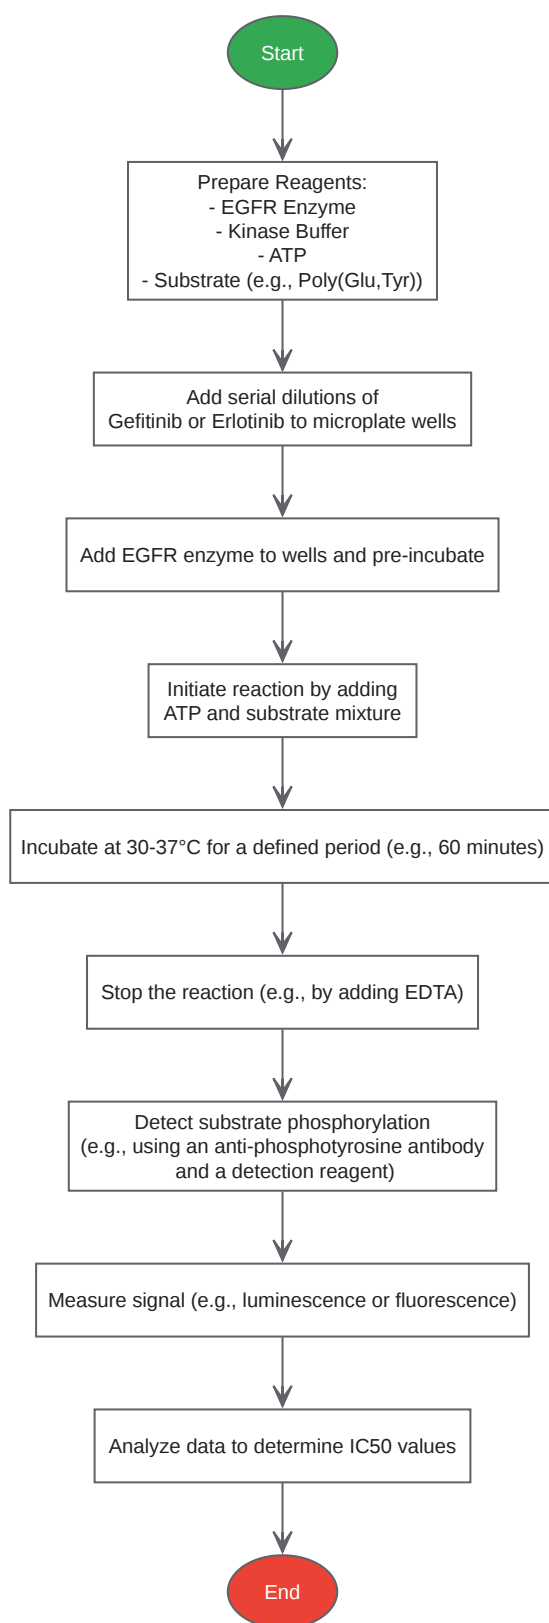 Start
Prepare Reagents:
- EGFR Enzyme
- Kinase Buffer
- ATP
- Substrate (e.g., Poly(Glu,Tyr))
Add serial dilutions of
Gefitinib or Erlotinib to microplate wells
Add EGFR enzyme to wells and pre-incubate
Initiate reaction by adding
ATP and substrate mixture
Incubate at 30-37°C for a defined period (e.g., 60 minutes)
Stop the reaction (e.g., by adding EDTA)
Detect substrate phosphorylation
(e.g., using an anti-phosphotyrosine antibody
and a detection reagent)
Measure signal (e.g., luminescence or fluorescence)
Analyze data to determine IC50 values
End